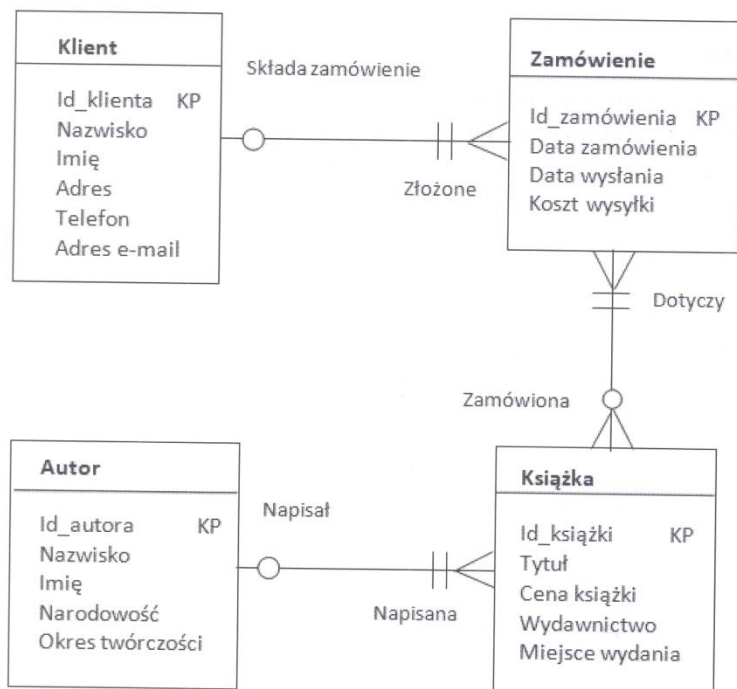 Klient
Id_klienta KP
Nazwisko
Imię
Adres
Telefon
Adres e-mail
Składa zamówienie
Złożone
Zamówienie
Id_zamówienia KP
Data zamówienia
Data wysłania
Koszt wysyłki
Dotyczy
Zamówiona
Autor
Id_autora KP
Nazwisko
Imię
Narodowość
Okres twórczości
Napisał
Napisana
Książka
Id_książki KP
Tytuł
Cena książki
Wydawnictwo
Miejsce wydania